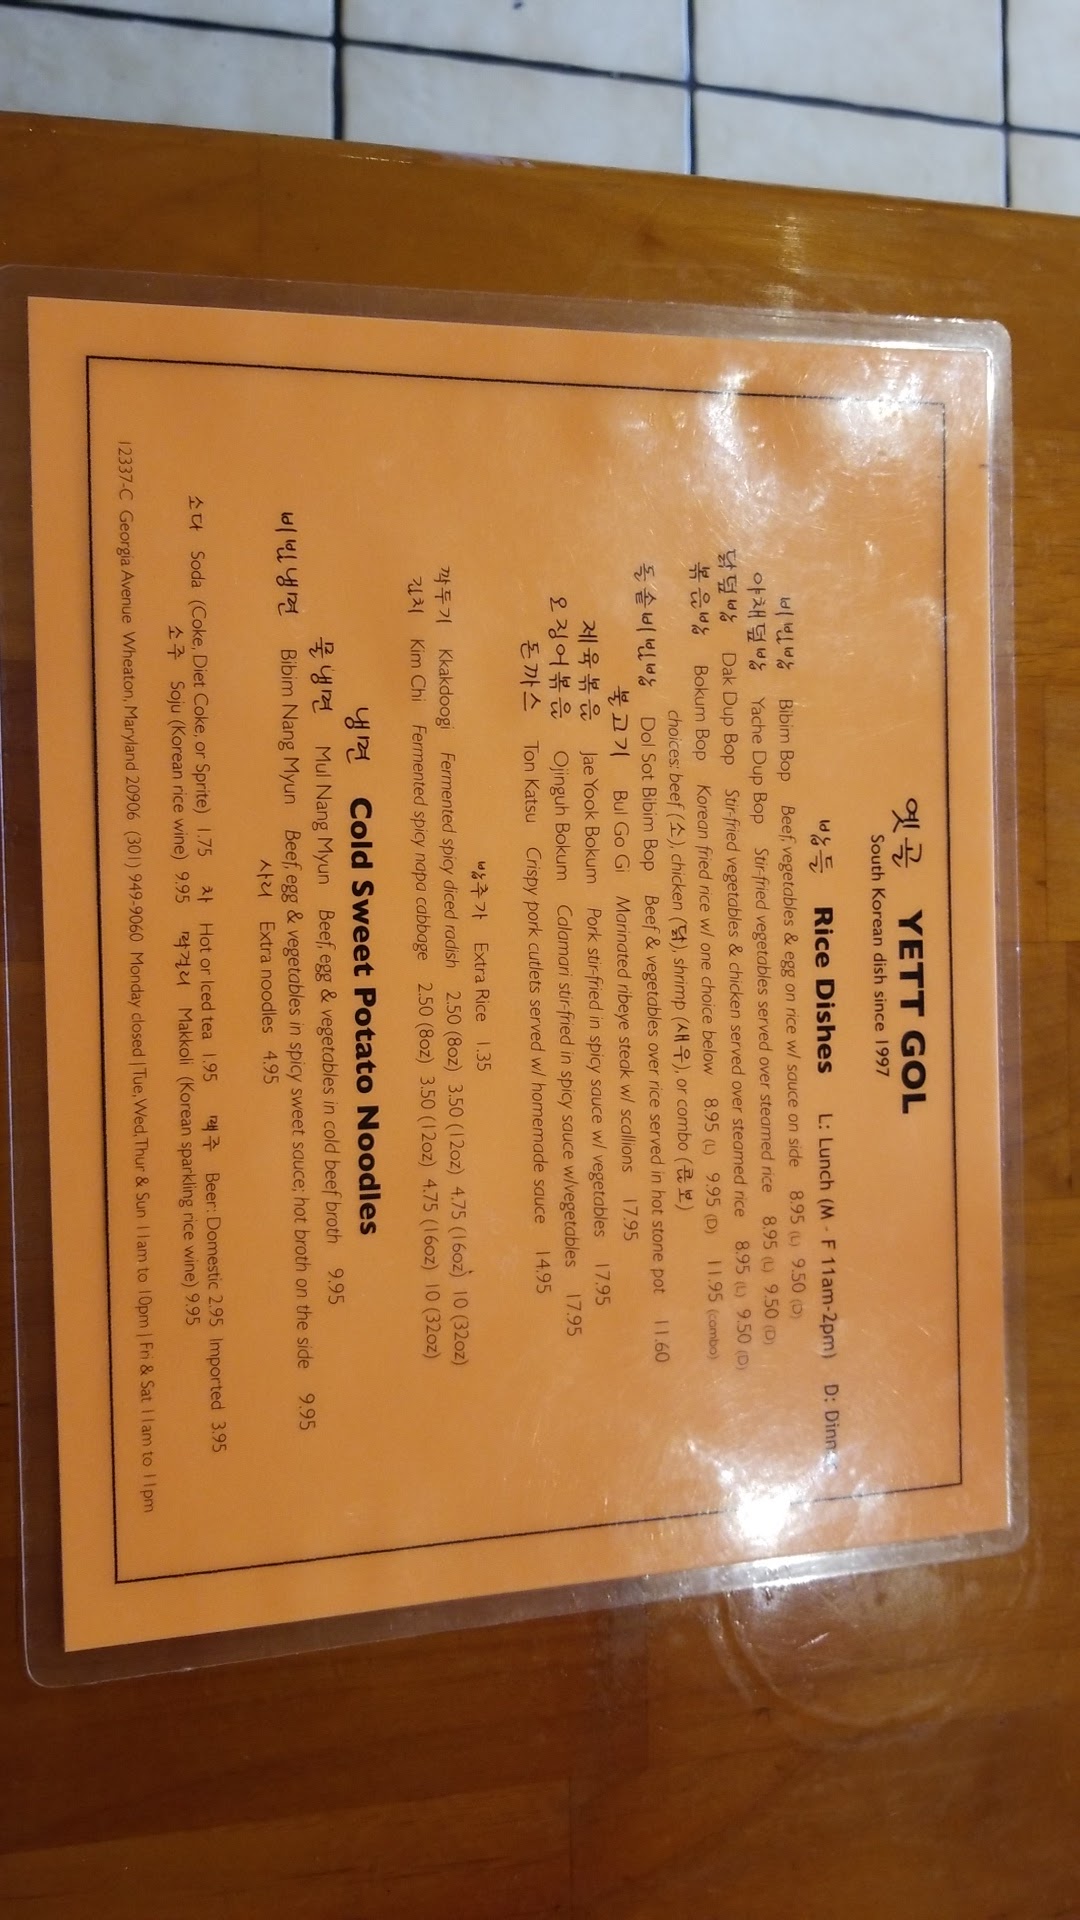 옛골 YETT GOL
South Korean dish since 1997
밥들 Rice Dishes L: Lunch (M - F 11am-2pm) D: Dinner
비빈밥 Bibim Bop Beef, vegetables & egg on rice w/ sauce on side 8.95 (L) 9.50 (D)
야채덮밥 Yache Dup Bop Stir-fried vegetables served over steamed rice 8.95 (L) 9.50 (D)
닭덮밥 Dak Dup Bop Stir-fried vegetables & chicken served over steamed rice 8.95 (L) 9.50 (D)
볶음밥 Bokum Bop Korean fried rice w/ one choice below 8.95 (L) 9.95 (D) 11.95 (combo)
choices: beef (소), chicken (닭), shrimp (새우), or combo (콤보)
돌솥비빈밥 Dol Sot Bibim Bop Beef & vegetables over rice served in hot stone pot 11.60
불고기 Bul Go Gi Marinated ribeye steak w/ scallions 17.95
제육볶음 Jae Yook Bokum Pork stir-fried in spicy sauce w/ vegetables 17.95
오징어볶음 Ojinguh Bokum Calamari stir-fried in spicy sauce w/vegetables 17.95
돈까스 Ton Katsu Crispy pork cutlets served w/ homemade sauce 14.95
밥추가 Extra Rice 1.35
깍두기 Kkakdoogi Fermented spicy diced radish 2.50 (8oz) 3.50 (12oz) 4.75 (16oz) 10 (32oz)
김치 Kim Chi Fermented spicy napa cabbage 2.50 (8oz) 3.50 (12oz) 4.75 (16oz) 10 (32oz)
냉면 Cold Sweet Potato Noodles
물냉면 Mul Nang Myun Beef, egg & vegetables in cold beef broth 9.95
비빈냉면 Bibim Nang Myun Beef, egg & vegetables in spicy sweet sauce; hot broth on the side 9.95
사리 Extra noodles 4.95
소다 Soda (Coke, Diet Coke, or Sprite) 1.75 차 Hot or Iced tea 1.95 맥주 Beer: Domestic 2.95 Imported 3.95
소주 Soju (Korean rice wine) 9.95 막걸리 Makkoli (Korean sparkling rice wine) 9.95
12337-C Georgia Avenue Wheaton, Maryland 20906 (301) 949-9060 Monday closed | Tue, Wed, Thur & Sun 11am to 10pm | Fri & Sat 11am to 11pm